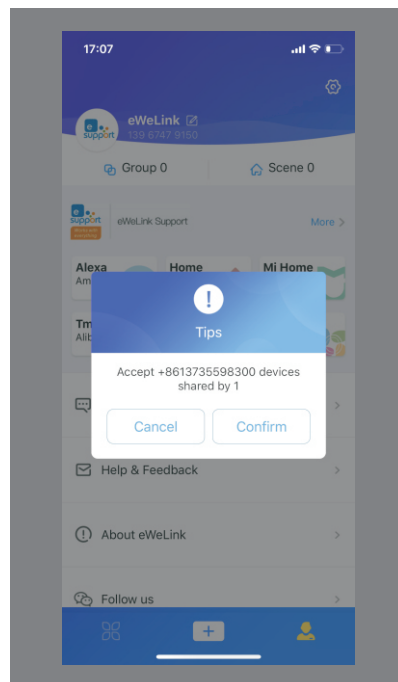 17:07
eWeLink
139 6747 9150
Group 0
Scene 0
e
support
eWeLink Support
More >
Alexa
Home
Mi Home
Am
Tm
Alib
!
Tips
Accept +8613735598300 devices
shared by 1
Cancel
Confirm
Help & Feedback
About eWeLink
Follow us